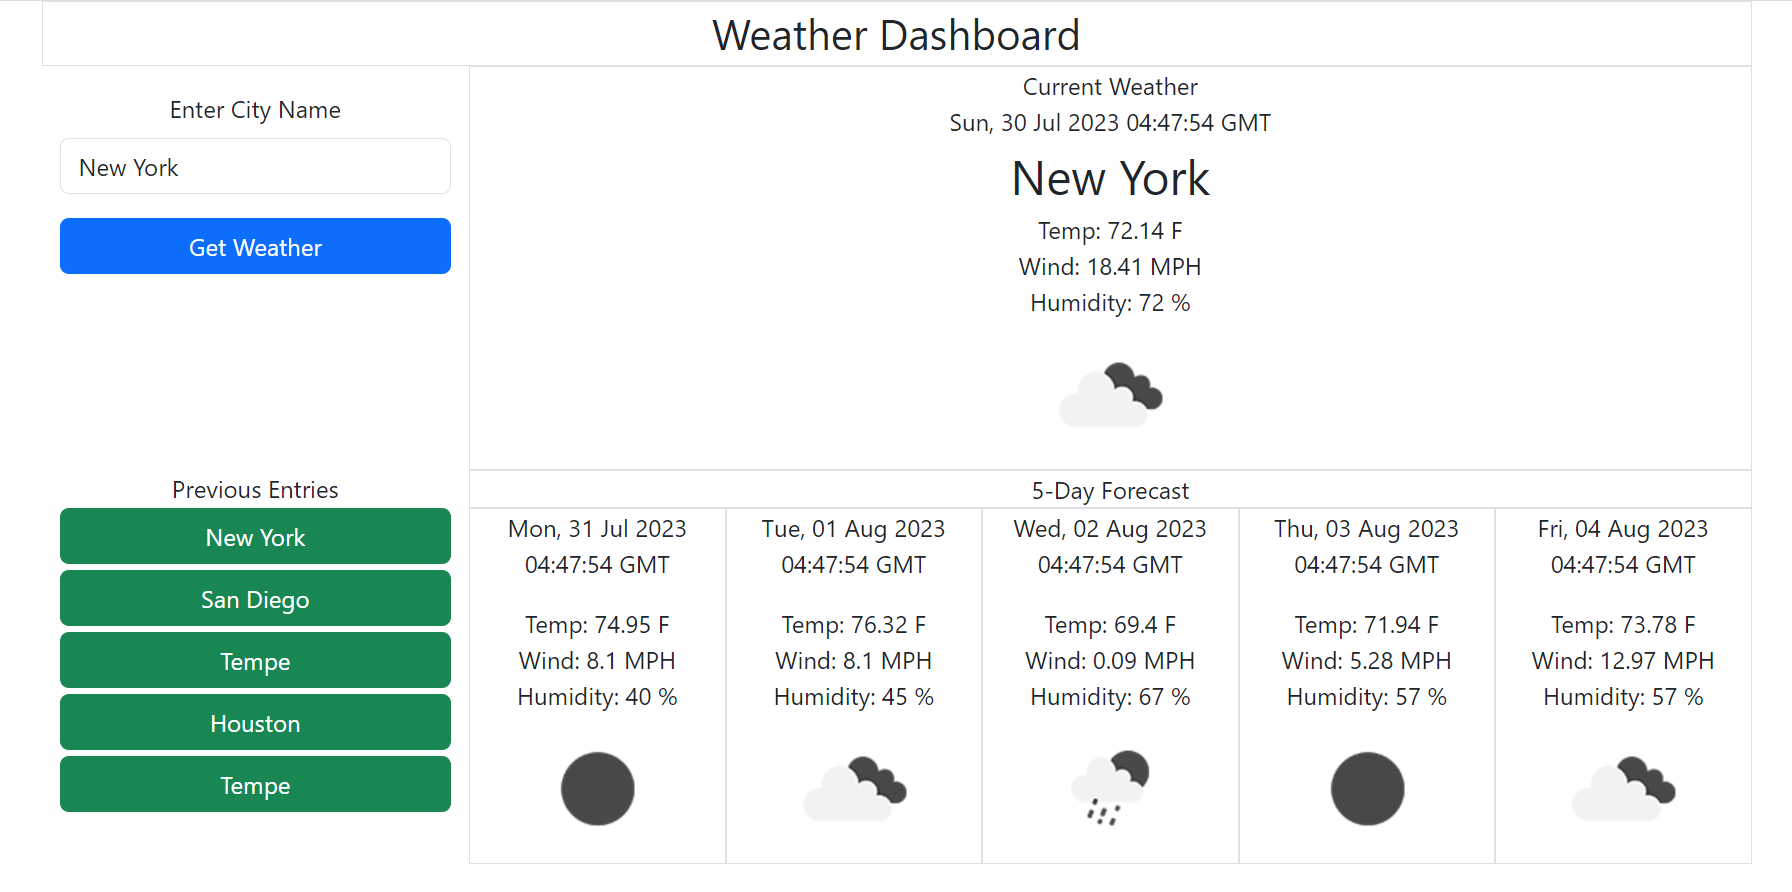 Weather Dashboard
Enter City Name
New York
Get Weather
Previous Entries
New York
San Diego
Tempe
Houston
Tempe
Current Weather
Sun, 30 Jul 2023 04:47:54 GMT
New York
Temp: 72.14 F
Wind: 18.41 MPH
Humidity: 72 %
5-Day Forecast
Mon, 31 Jul 2023
04:47:54 GMT
Temp: 74.95 F
Wind: 8.1 MPH
Humidity: 40 %
Tue, 01 Aug 2023
04:47:54 GMT
Temp: 76.32 F
Wind: 8.1 MPH
Humidity: 45 %
Wed, 02 Aug 2023
04:47:54 GMT
Temp: 69.4 F
Wind: 0.09 MPH
Humidity: 67 %
Thu, 03 Aug 2023
04:47:54 GMT
Temp: 71.94 F
Wind: 5.28 MPH
Humidity: 57 %
Fri, 04 Aug 2023
04:47:54 GMT
Temp: 73.78 F
Wind: 12.97 MPH
Humidity: 57 %